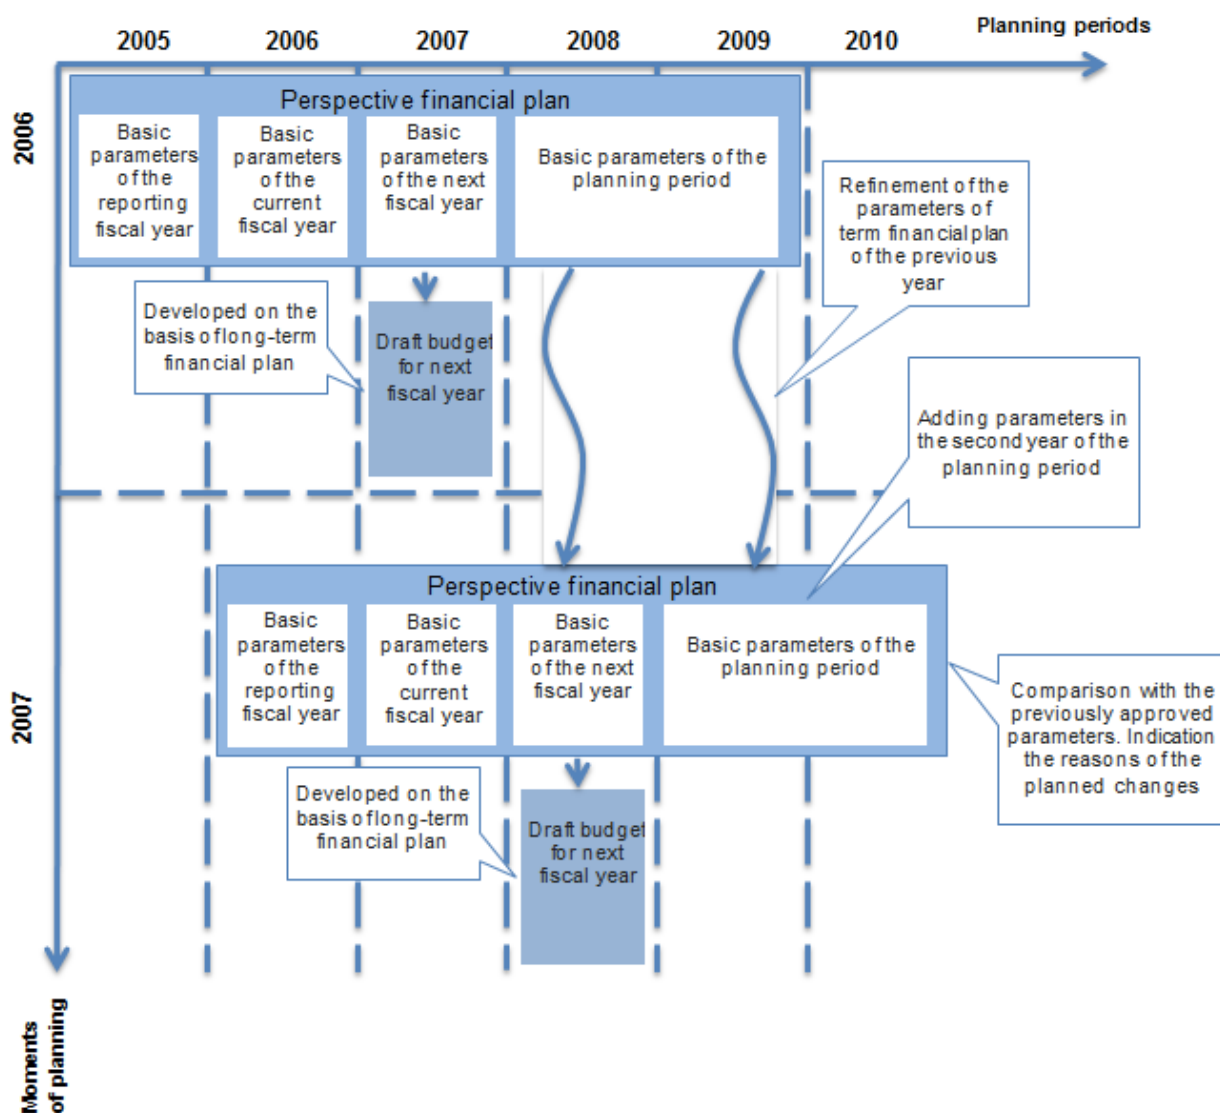 Planning periods
2005
2006
2007
2008
2009
2010
2006
Perspective financial plan
Basic
parameters
of the
reporting
fiscal year
Basic
parameters
of the
current
fiscal year
Basic
parameters
of the next
fiscal year
Basic parameters of the
planning period
Refinement of the
parameters of
term financial plan
of the previous
year
Developed on the
basis of long-term
financial plan
Draft budget
for next
fiscal year
Adding parameters in
the second year of the
planning period
2007
Perspective financial plan
Basic
parameters
of the
reporting
fiscal year
Basic
parameters
of the
current
fiscal year
Basic
parameters
of the next
fiscal year
Basic parameters of the
planning period
Comparison with the
previously approved
parameters. Indication
the reasons of the
planned changes
Developed on the
basis of long-term
financial plan
Draft budget
for next
fiscal year
Moments
of planning